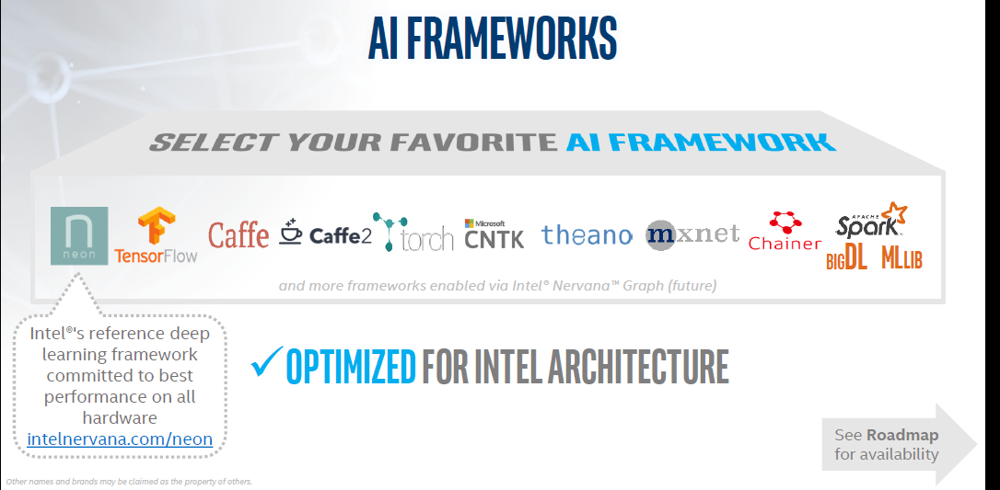 AI FRAMEWORKS
SELECT YOUR FAVORITE AI FRAMEWORK
n
neon
TensorFlow
Caffe
Caffe2
torch
Microsoft
CNTK
theano
mxnet
Chainer
APACHE
Spark™
BIGDL MLLIB
and more frameworks enabled via Intel® Nervana™ Graph (future)
Intel®'s reference deep
learning framework
committed to best
performance on all
hardware
intelnervana.com/neon
✓OPTIMIZED FOR INTEL ARCHITECTURE
See Roadmap
for availability
Other names and brands may be claimed as the property of others.